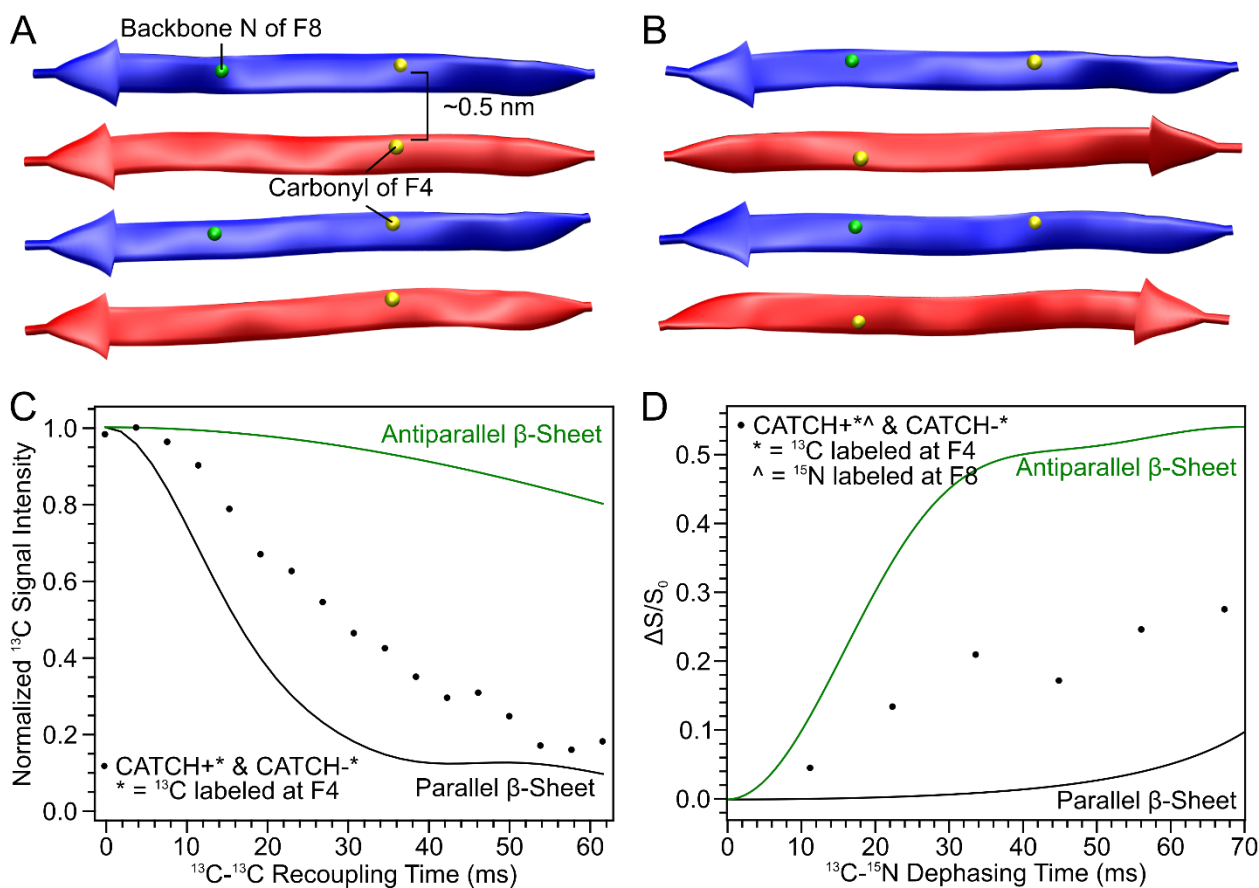 A
Backbone N of F8
~0.5 nm
Carbonyl of F4
B
C
Normalized ¹³C Signal Intensity
1.0
0.8
0.6
0.4
0.2
0.0
Antiparallel β-Sheet
CATCH+* & CATCH-*
* = ¹³C labeled at F4
Parallel β-Sheet
0 10 20 30 40 50 60
¹³C-¹³C Recoupling Time (ms)
D
ΔS/S₀
0.5
0.4
0.3
0.2
0.1
0.0
CATCH+*^ & CATCH-*
* = ¹³C labeled at F4
^ = ¹⁵N labeled at F8
Antiparallel β-Sheet
Parallel β-Sheet
0 10 20 30 40 50 60 70
¹³C-¹⁵N Dephasing Time (ms)